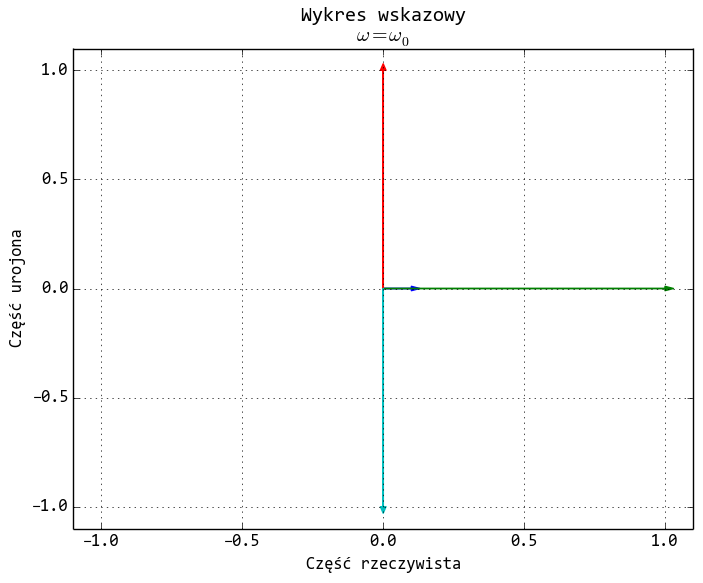 Wykres wskazowy
ω=ω₀
1.0
0.5
0.0
−0.5
−1.0
Część urojona
−1.0 −0.5 0.0 0.5 1.0
Część rzeczywista